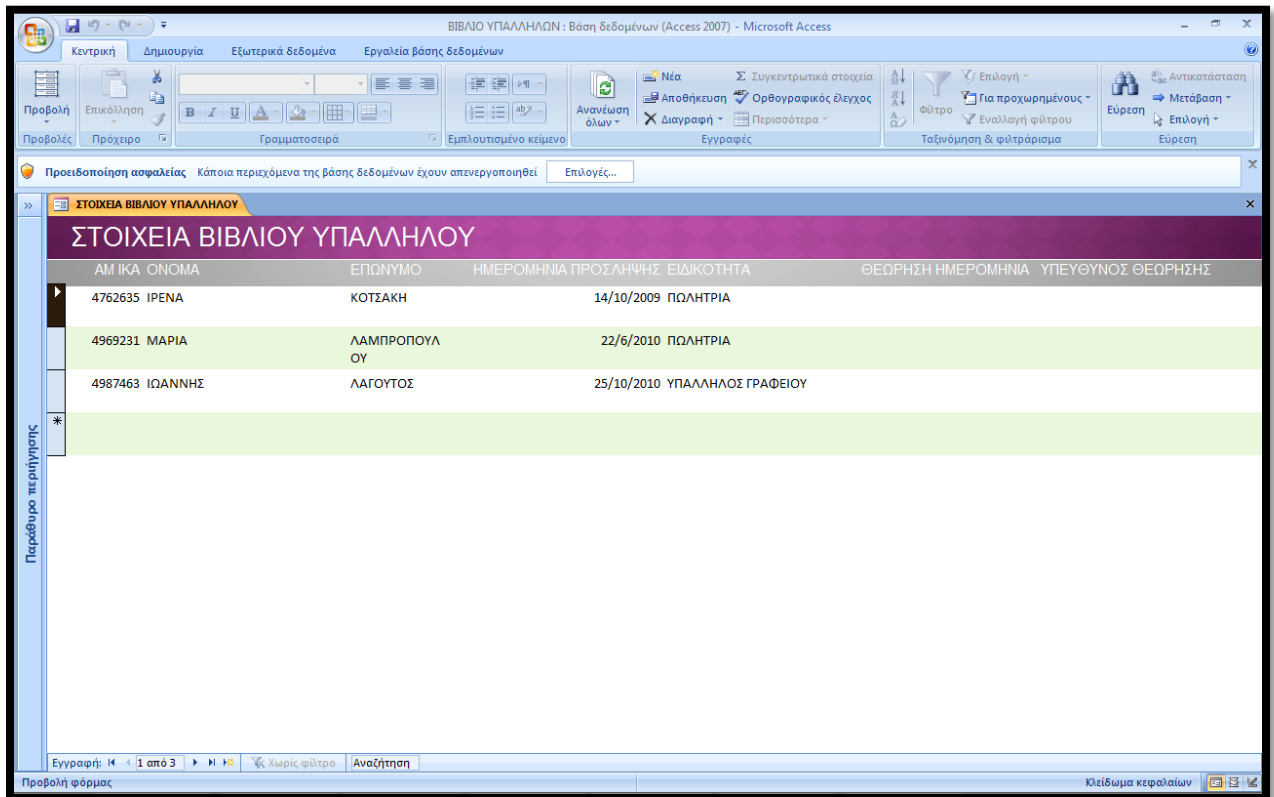 ΒΙΒΛΙΟ ΥΠΑΛΛΗΛΩΝ : Βάση δεδομένων (Access 2007) - Microsoft Access
Κεντρική Δημιουργία Εξωτερικά δεδομένα Εργαλεία βάσης δεδομένων
Νέα Συγκεντρωτικά στοιχεία Επιλογή Αντικατάσταση
Προβολή Επικόλληση Ανανέωση όλων Αποθήκευση Ορθογραφικός έλεγχος Φίλτρο Για προχωρημένους Εύρεση Μετάβαση
B I U A Διαγραφή Περισσότερα Εναλλαγή φίλτρου Επιλογή
Προβολές Πρόχειρο Γραμματοσειρά Εμπλουτισμένο κείμενο Εγγραφές Ταξινόμηση & φιλτράρισμα Εύρεση
Προειδοποίηση ασφαλείας Κάποια περιεχόμενα της βάσης δεδομένων έχουν απενεργοποιηθεί Επιλογές...
ΣΤΟΙΧΕΙΑ ΒΙΒΛΙΟΥ ΥΠΑΛΛΗΛΟΥ
ΣΤΟΙΧΕΙΑ ΒΙΒΛΙΟΥ ΥΠΑΛΛΗΛΟΥ
ΑΜ ΙΚΑ ΟΝΟΜΑ ΕΠΩΝΥΜΟ ΗΜΕΡΟΜΗΝΙΑ ΠΡΟΣΛΗΨΗΣ ΕΙΔΙΚΟΤΗΤΑ ΘΕΩΡΗΣΗ ΗΜΕΡΟΜΗΝΙΑ ΥΠΕΥΘΥΝΟΣ ΘΕΩΡΗΣΗΣ
4762635 ΙΡΕΝΑ ΚΟΤΣΑΚΗ 14/10/2009 ΠΩΛΗΤΡΙΑ
4969231 ΜΑΡΙΑ ΛΑΜΠΡΟΠΟΥΛ 22/6/2010 ΠΩΛΗΤΡΙΑ
ΟΥ
4987463 ΙΩΑΝΝΗΣ ΛΑΓΟΥΤΟΣ 25/10/2010 ΥΠΑΛΛΗΛΟΣ ΓΡΑΦΕΙΟΥ
Παράθυρο περιήγησης
Εγγραφή: 1 από 3 Χωρίς φίλτρο Αναζήτηση
Προβολή φόρμας Κλείδωμα κεφαλαίων